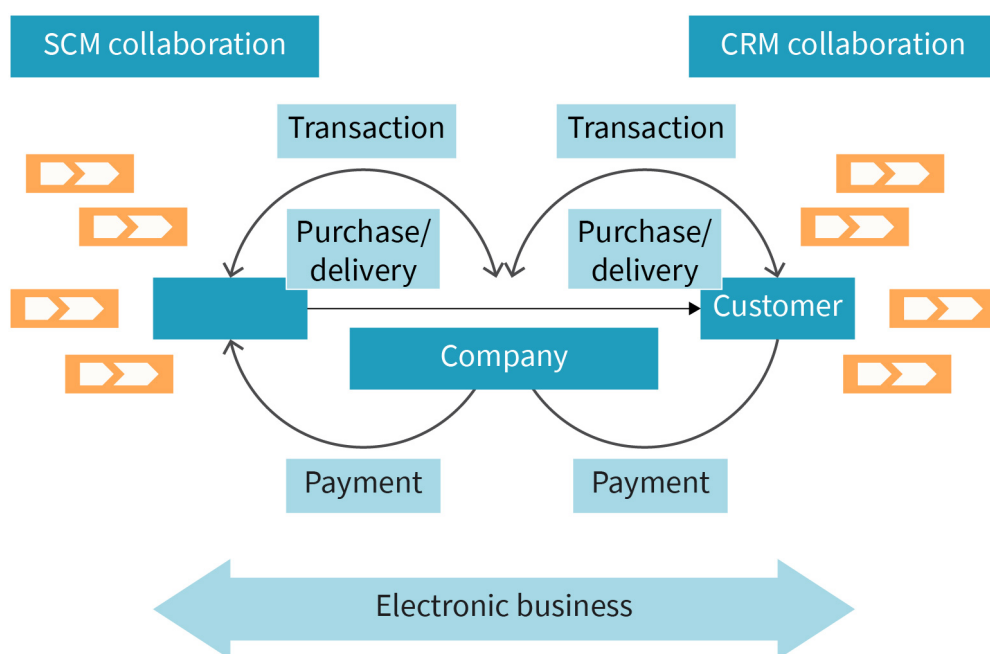 SCM collaboration
CRM collaboration
Transaction
Transaction
Purchase/
delivery
Purchase/
delivery
Customer
Company
Payment
Payment
Electronic business